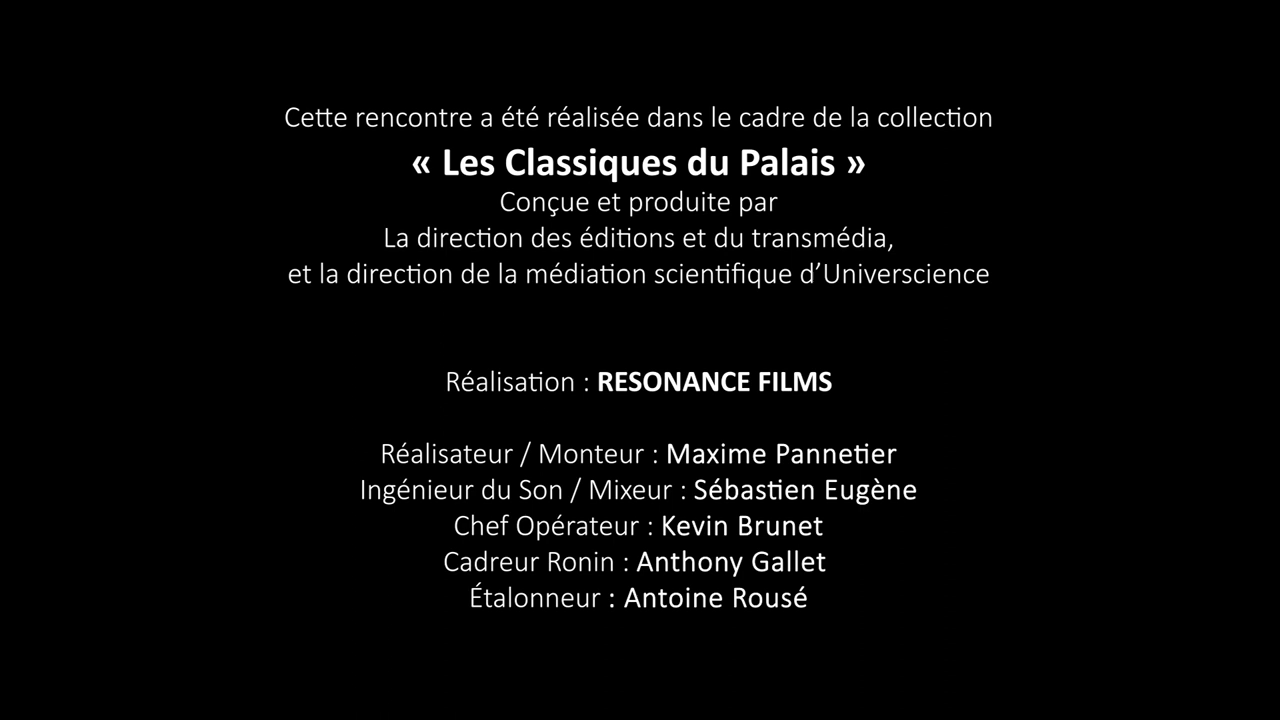 Cette rencontre a été réalisée dans le cadre de la collection
« Les Classiques du Palais »
Conçue et produite par
La direction des éditions et du transmédia,
et la direction de la médiation scientifique d’Universcience
Réalisation : RESONANCE FILMS
Réalisateur / Monteur : Maxime Pannetier
Ingénieur du Son / Mixeur : Sébastien Eugène
Chef Opérateur : Kevin Brunet
Cadreur Ronin : Anthony Gallet
Étalonneur : Antoine Rousé